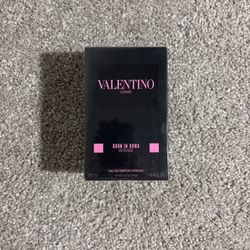 VALENTINO
UOMO
BORN IN ROMA
INTENSE
EAU DE PARFUM INTENSE